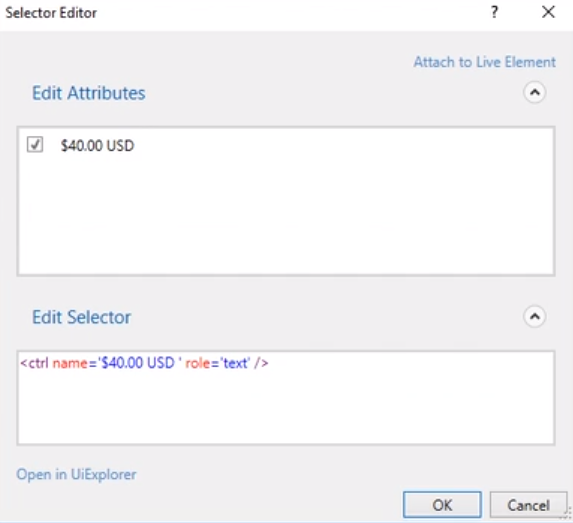 Selector Editor
?
Attach to Live Element
Edit Attributes
$40.00 USD
Edit Selector
<ctrl name='$40.00 USD ' role='text' />
Open in UiExplorer
OK
Cancel